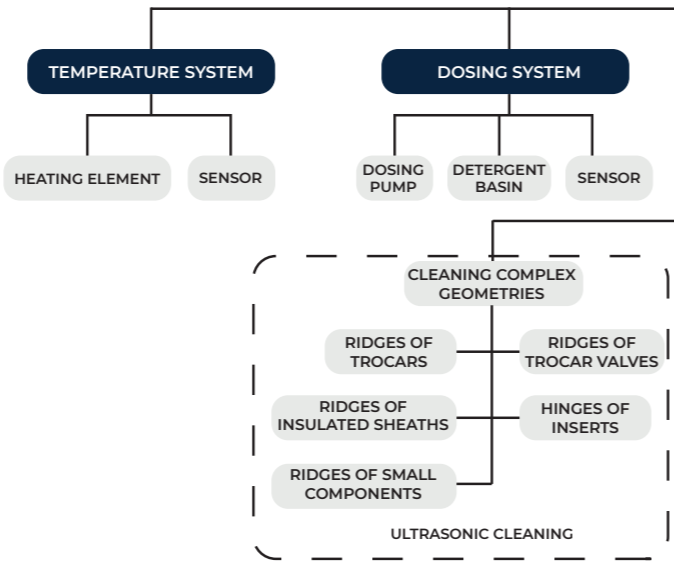 TEMPERATURE SYSTEM
DOSING SYSTEM
HEATING ELEMENT
SENSOR
DOSING
PUMP
DETERGENT
BASIN
SENSOR
CLEANING COMPLEX
GEOMETRIES
RIDGES OF
TROCARS
RIDGES OF
TROCAR VALVES
RIDGES OF
INSULATED SHEATHS
HINGES OF
INSERTS
RIDGES OF SMALL
COMPONENTS
ULTRASONIC CLEANING